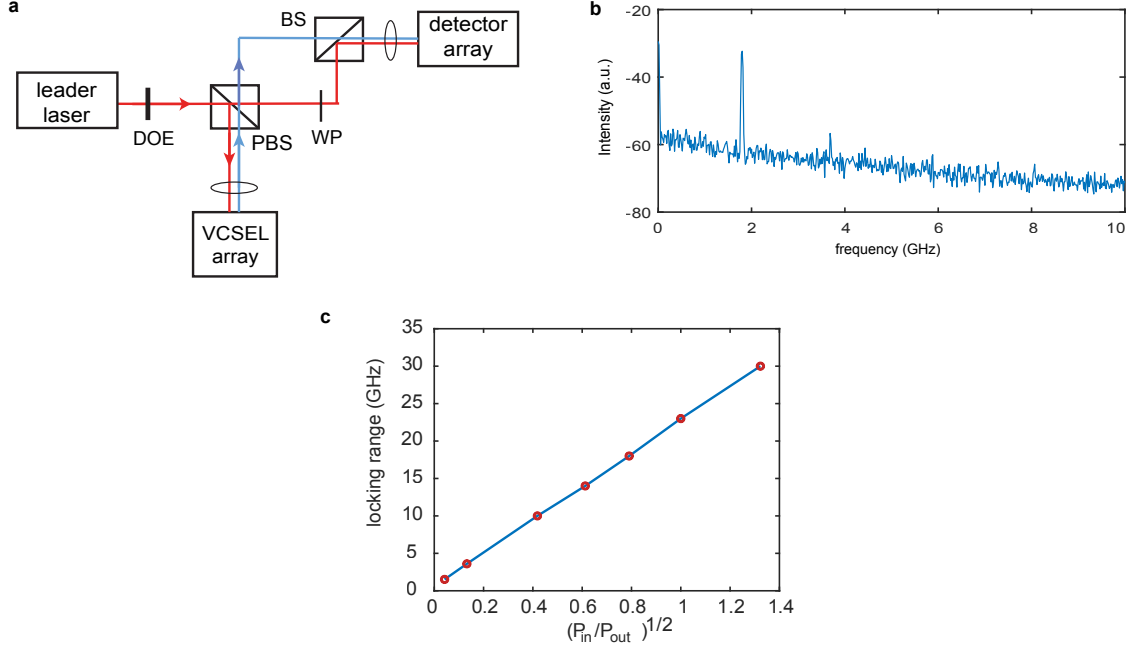 a
BS
detector
array
leader
laser
DOE
PBS
WP
VCSEL
array
b
-20
-40
-60
-80
Intensity (a.u.)
0
2
4
6
8
10
frequency (GHz)
c
35
30
25
20
15
10
5
0
locking range (GHz)
0
0.2
0.4
0.6
0.8
1
1.2
1.4
(P_in/P_out)^1/2